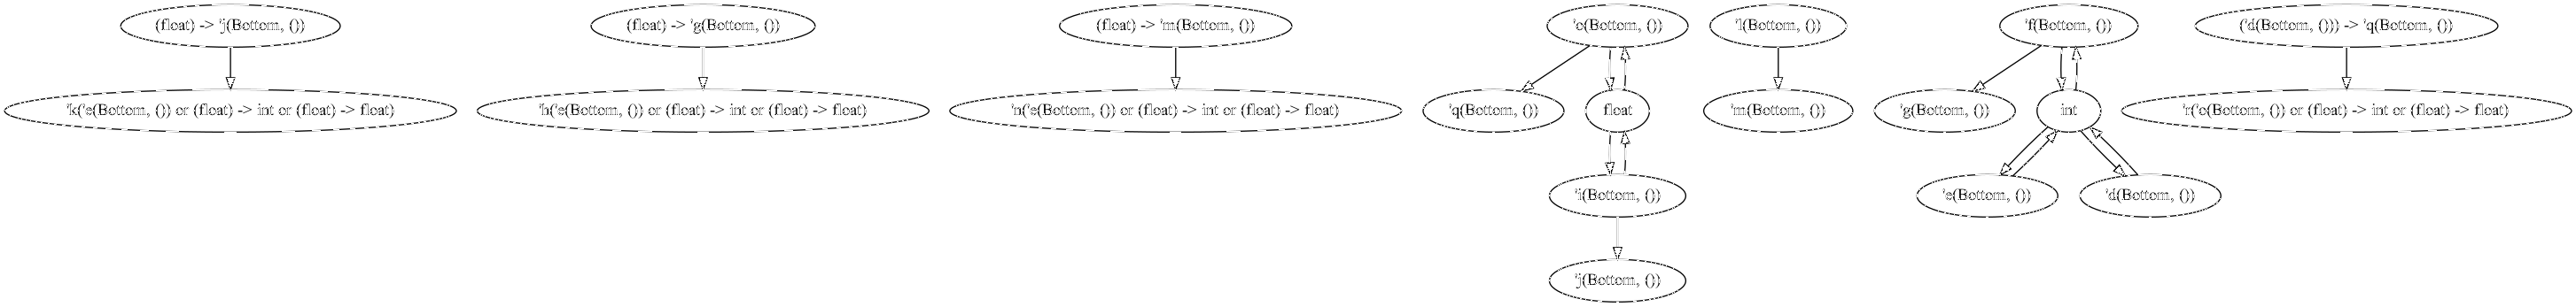 (float) -> 'j(Bottom, ())
(float) -> 'g(Bottom, ())
(float) -> 'm(Bottom, ())
'o(Bottom, ())
'l(Bottom, ())
'f(Bottom, ())
('d(Bottom, ())) -> 'q(Bottom, ())
'k('e(Bottom, ()) or (float) -> int or (float) -> float)
'h('e(Bottom, ()) or (float) -> int or (float) -> float)
'n('e(Bottom, ()) or (float) -> int or (float) -> float)
'q(Bottom, ())
float
'm(Bottom, ())
'g(Bottom, ())
int
'r('o(Bottom, ()) or (float) -> int or (float) -> float)
'i(Bottom, ())
'e(Bottom, ())
'd(Bottom, ())
'j(Bottom, ())